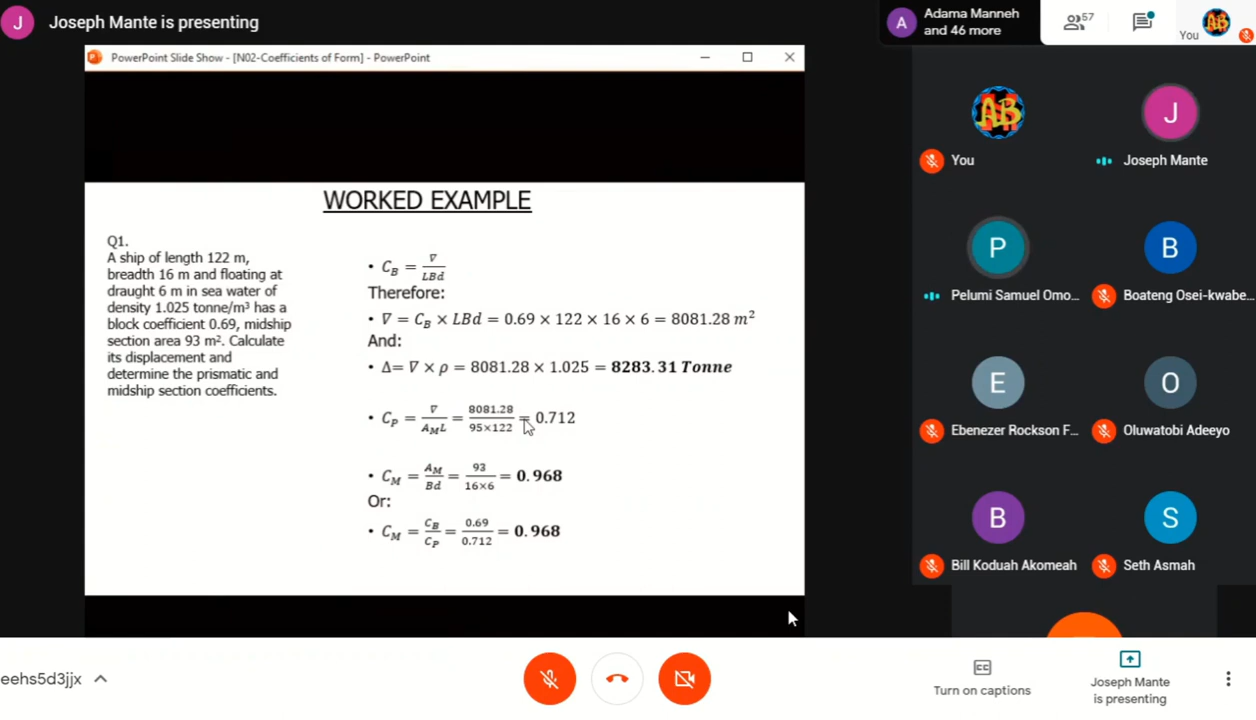 J Joseph Mante is presenting
A Adama Manneh and 46 more
57
You
PowerPoint Slide Show - [N02-Coefficients of Form] - PowerPoint
WORKED EXAMPLE
Q1.
A ship of length 122 m,
breadth 16 m and floating at
draught 6 m in sea water of
density 1.025 tonne/m³ has a
block coefficient 0.69, midship
section area 93 m². Calculate
its displacement and
determine the prismatic and
midship section coefficients.
• C_B = ∇/LBd
Therefore:
• ∇ = C_B × LBd = 0.69 × 122 × 16 × 6 = 8081.28 m²
And:
• Δ= ∇ × ρ = 8081.28 × 1.025 = 8283.31 Tonne
• C_P = ∇/A_M L = 8081.28/95×122 = 0.712
• C_M = A_M/Bd = 93/16×6 = 0.968
Or:
• C_M = C_B/C_P = 0.69/0.712 = 0.968
AB
J
You
Joseph Mante
P
B
Pelumi Samuel Omo...
Boateng Osei-kwabe...
E
O
Ebenezer Rockson F...
Oluwatobi Adeeyo
B
S
Bill Koduah Akomeah
Seth Asmah
eehs5d3jjx
CC
Turn on captions
Joseph Mante
is presenting